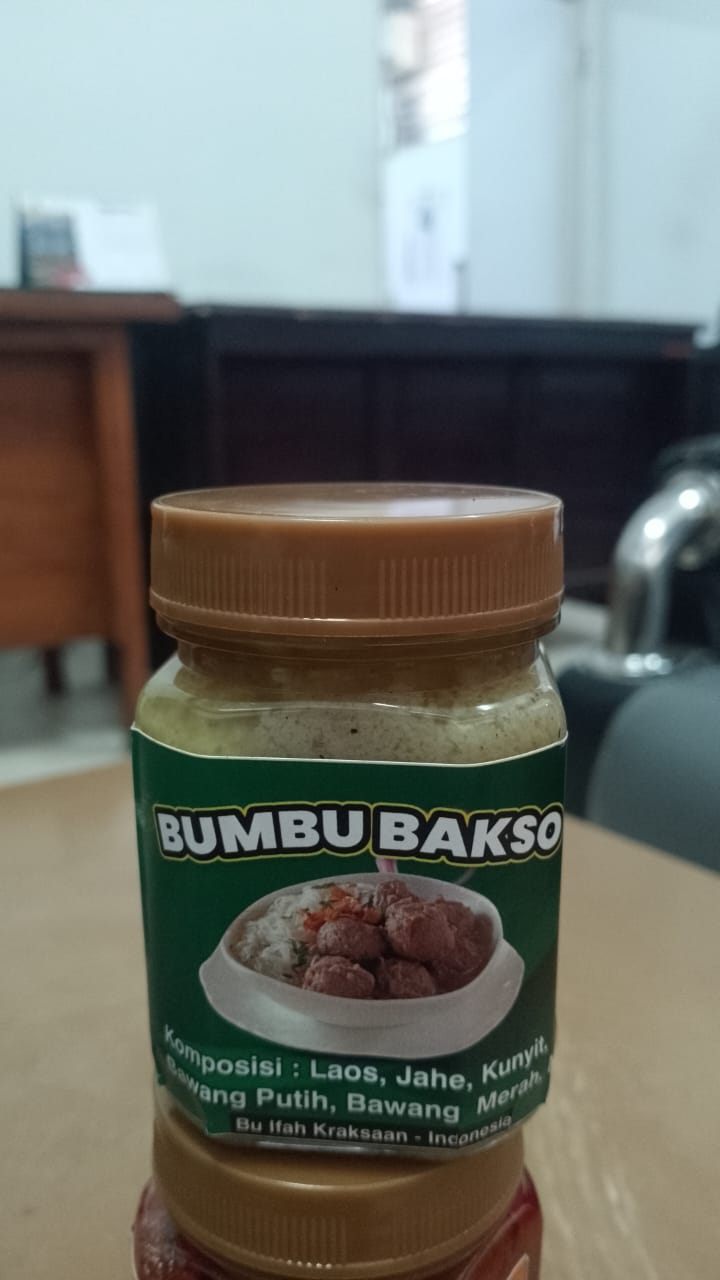 BUMBU BAKSO
Komposisi : Laos, Jahe, Kunyit,
Bawang Putih, Bawang Merah,
Bu Ifah Kraksaan - Indonesia